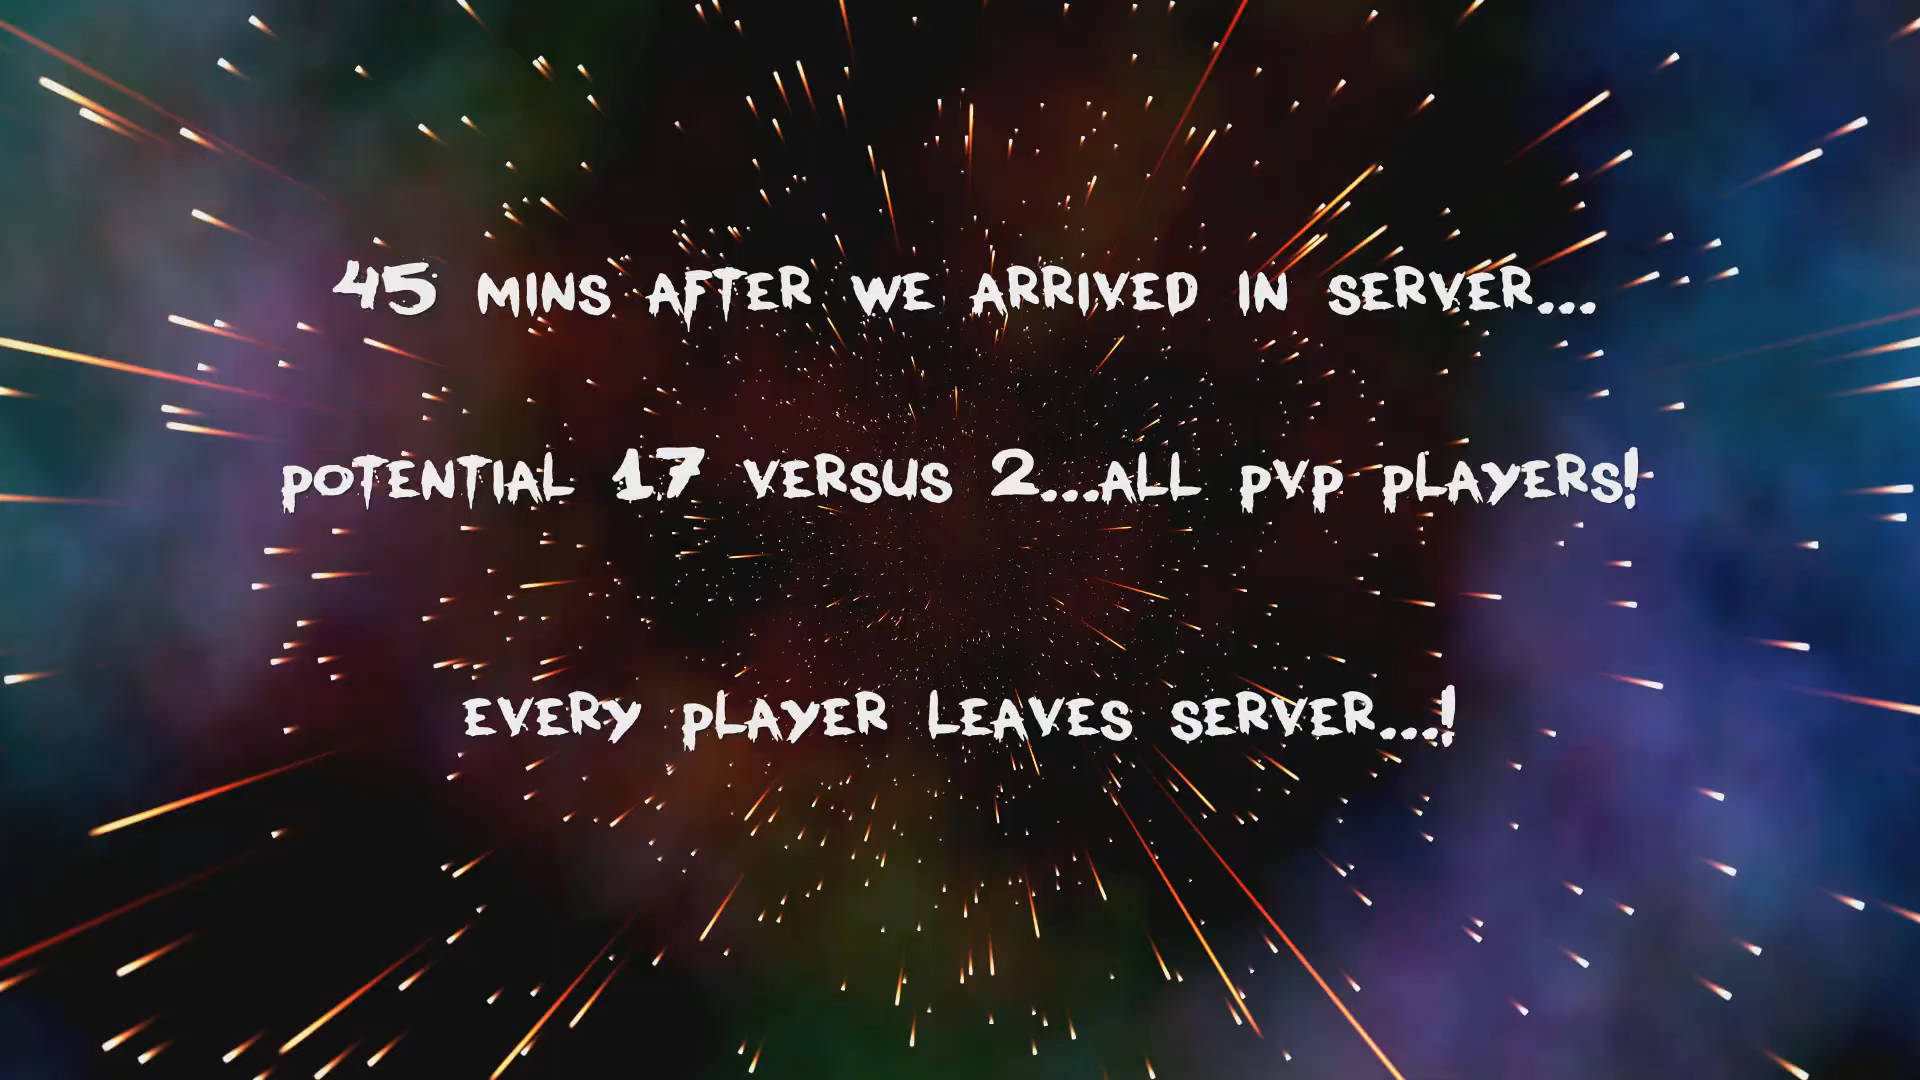 45 MINS AFTER WE ARRIVED IN SERVER...
POTENTIAL 17 VERSUS 2...ALL PVP PLAYERS!
EVERY PLAYER LEAVES SERVER...!